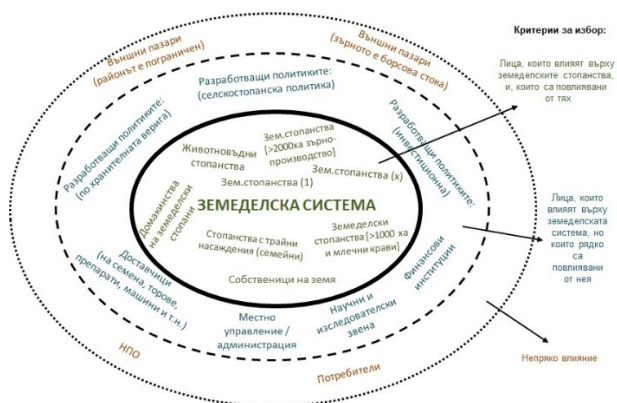 Критерии за избор:
Външни пазари
(районът е пограничен)
Външни пазари
(зърното е борсова стока)
Разработващи политиките:
(селскостопанска политика)
Разработващи политиките:
(по хранителната верига)
Разработващи политиките:
(инвестиционна)
Лица, които влияят върху
земеделските стопанства,
и, които са повлияни
от тях
Животновъдни
стопанства
Зем.стопанства
[>2000ха зърно-
производство]
Зем.стопанства (х)
Зем.стопанства (1)
Домакинства
на земеделски
стопани
ЗЕМЕДЕЛСКА СИСТЕМА
Стопанства с трайни
насаждения (семейни)
Земеделски
стопанства [>1000 ха
и млечни крави]
Собственици на земя
Лица, които
влияят върху
земеделската
система, но
които рядко
са
повлияни
от нея
Доставчици
(на семена, торове,
препарати, машини и т.н.)
Местно
управление /
администрация
Научни и
изследователски
звена
Финансови
институции
НПО
Потребители
Непряко влияние